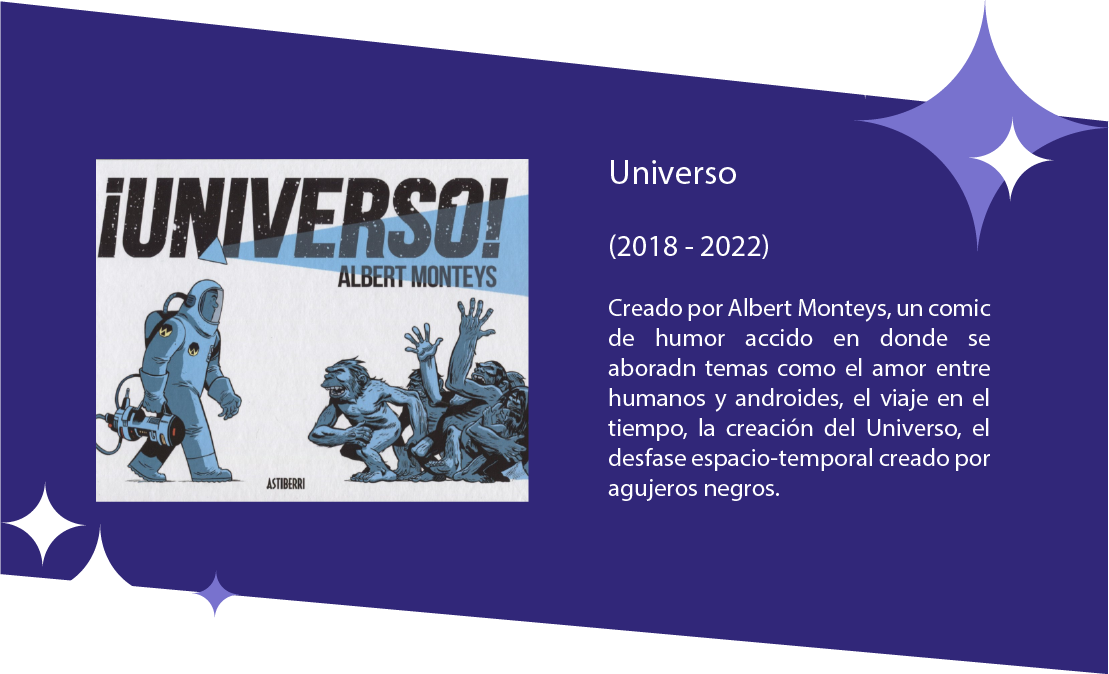 ¡UNIVERSO!
ALBERT MONTEYS
ASTIBERRI
Universo
(2018 - 2022)
Creado por Albert Monteys, un comic
de humor accido en donde se
aboradn temas como el amor entre
humanos y androides, el viaje en el
tiempo, la creación del Universo, el
desfase espacio-temporal creado por
agujeros negros.